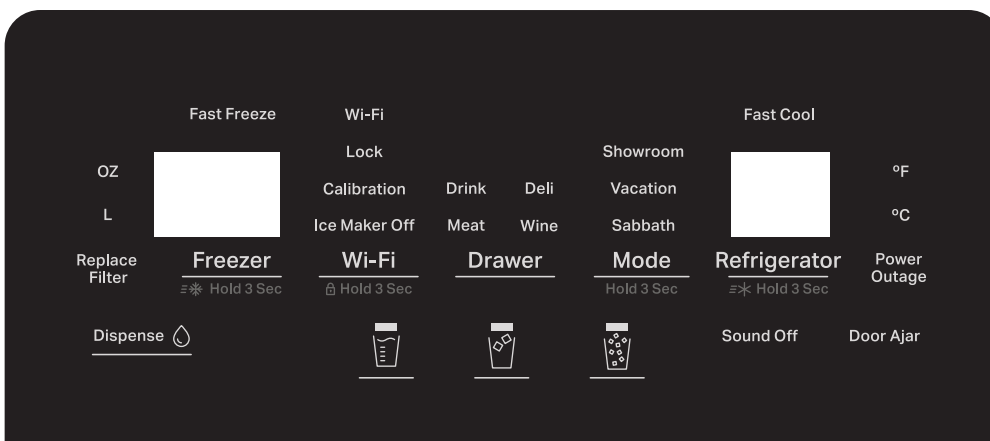 Fast Freeze Wi-Fi Fast Cool
Lock Showroom
OZ °F
Calibration Drink Deli Vacation
L °C
Ice Maker Off Meat Wine Sabbath
Replace Filter
Freezer Wi-Fi Drawer Mode Refrigerator
Power Outage
Hold 3 Sec Hold 3 Sec Hold 3 Sec Hold 3 Sec
Dispense Sound Off Door Ajar